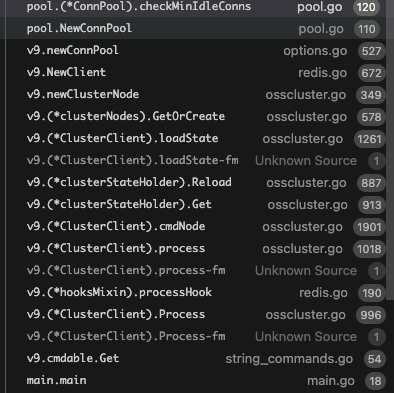 pool.(*ConnPool).checkMinIdleConns pool.go 120
pool.NewConnPool pool.go 110
v9.newConnPool options.go 527
v9.NewClient redis.go 672
v9.newClusterNode osscluster.go 349
v9.(*clusterNodes).GetOrCreate osscluster.go 578
v9.(*ClusterClient).loadState osscluster.go 1261
v9.(*ClusterClient).loadState-fm Unknown Source 1
v9.(*clusterStateHolder).Reload osscluster.go 887
v9.(*clusterStateHolder).Get osscluster.go 913
v9.(*ClusterClient).cmdNode osscluster.go 1901
v9.(*ClusterClient).process osscluster.go 1018
v9.(*ClusterClient).process-fm Unknown Source 1
v9.(*hooksMixin).processHook redis.go 190
v9.(*ClusterClient).Process osscluster.go 996
v9.(*ClusterClient).Process-fm Unknown Source 1
v9.cmdable.Get string_commands.go 54
main.main main.go 18